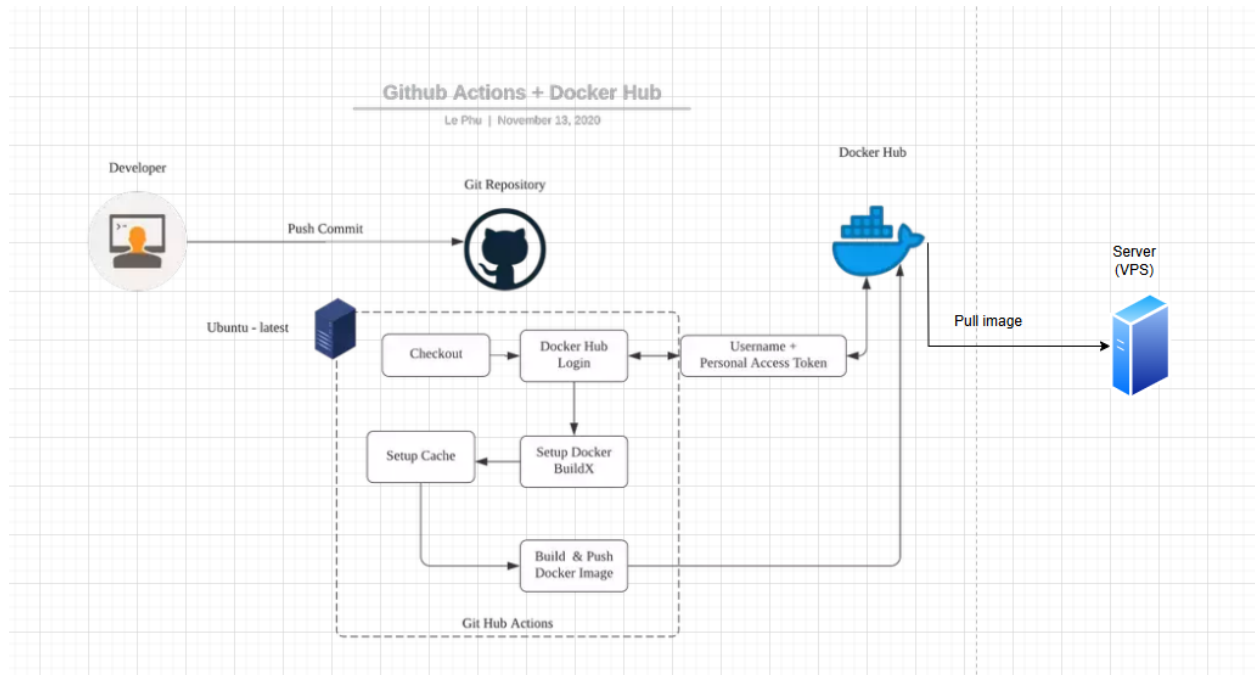 Github Actions + Docker Hub
Le Phu | November 13, 2020
Developer
Git Repository
Docker Hub
Push Commit
Server
(VPS)
Ubuntu - latest
Pull image
Checkout
Docker Hub
Login
Username +
Personal Access Token
Setup Cache
Setup Docker
BuildX
Build & Push
Docker Image
Git Hub Actions